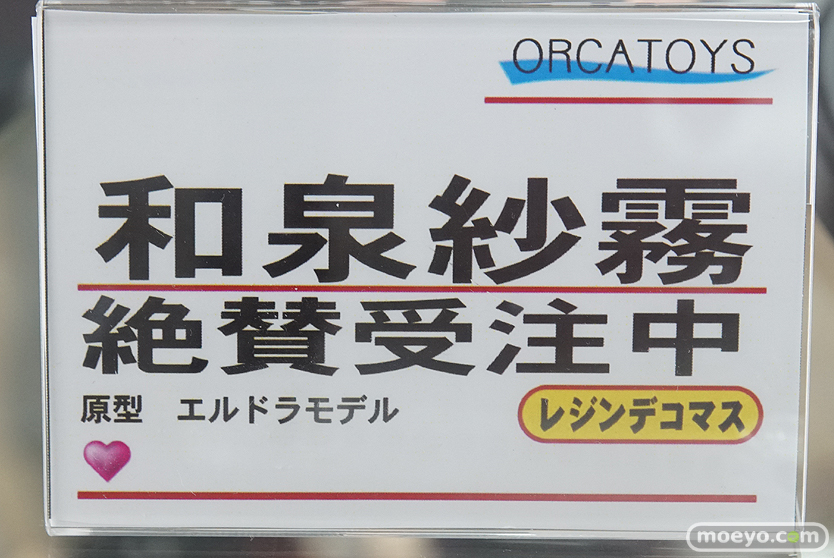 ORCATOYS
和泉紗霧
絶賛受注中
原型　エルドラモデル
レジンデコマス
moeyo.com